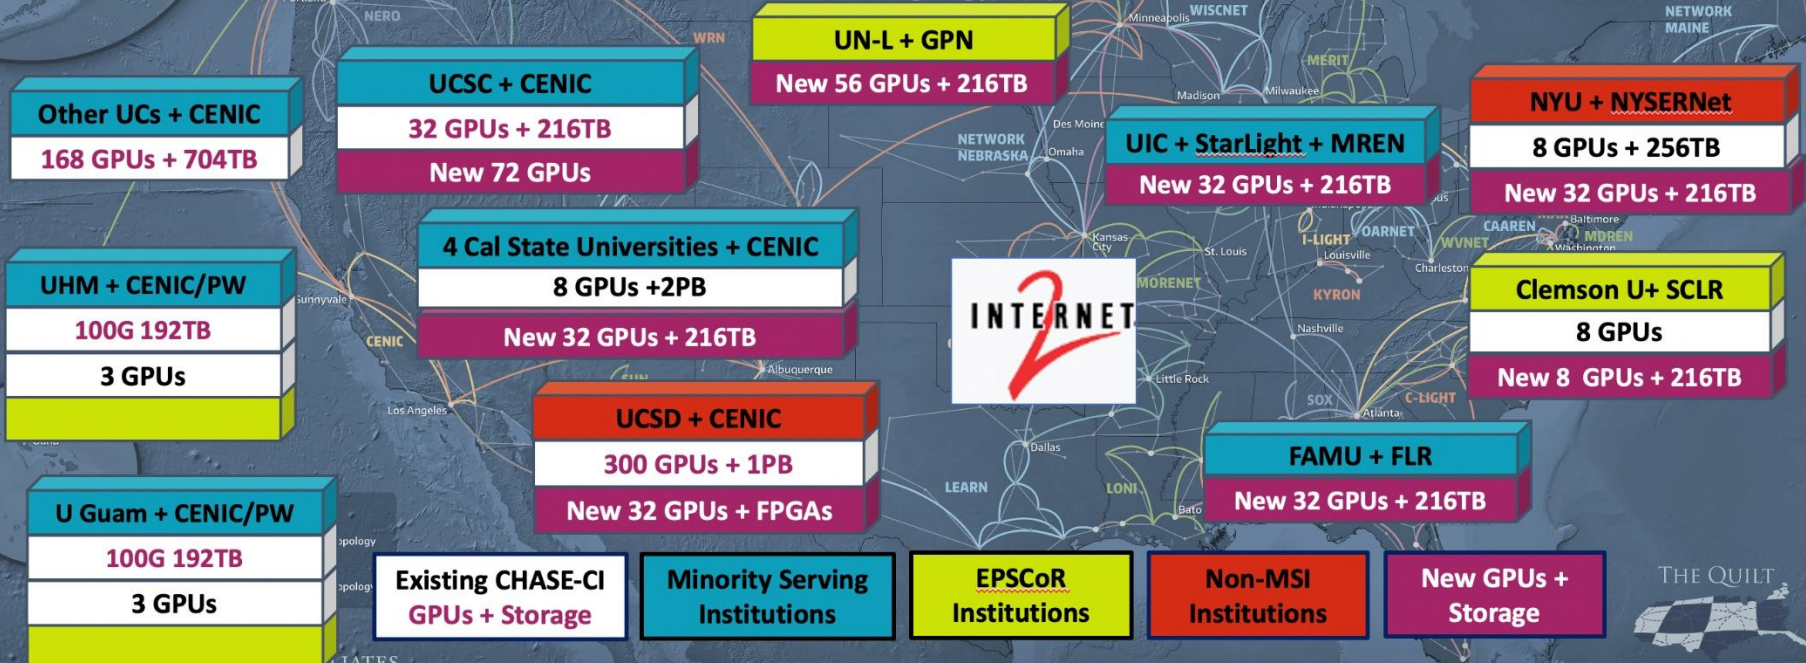 NERO
WRN
WISCNET
Minneapolis
MERIT
NETWORK
MAINE
Madison
Milwaukee
NETWORK
NEBRASKA
Omaha
Kansas
City
St. Louis
I-LIGHT
OARNET
Louisville
WVNET
CAAREN
Baltimore
Washington
MDREN
Charleston
KYRON
MORENET
Nashville
Sunnyvale
CENIC
Los Angeles
Albuquerque
Little Rock
SOX
C-LIGHT
Atlanta
Dallas
LEARN
LONI
Other UCs + CENIC
168 GPUs + 704TB
UCSC + CENIC
32 GPUs + 216TB
New 72 GPUs
UN-L + GPN
New 56 GPUs + 216TB
UIC + StarLight + MREN
New 32 GPUs + 216TB
NYU + NYSERNet
8 GPUs + 256TB
New 32 GPUs + 216TB
UHM + CENIC/PW
100G 192TB
3 GPUs
4 Cal State Universities + CENIC
8 GPUs +2PB
New 32 GPUs + 216TB
INTERNET
2
Clemson U+ SCLR
8 GPUs
New 8 GPUs + 216TB
UCSD + CENIC
300 GPUs + 1PB
New 32 GPUs + FPGAs
FAMU + FLR
New 32 GPUs + 216TB
U Guam + CENIC/PW
100G 192TB
3 GPUs
Existing CHASE-CI
GPUs + Storage
Minority Serving
Institutions
EPSCoR
Institutions
Non-MSI
Institutions
New GPUs +
Storage
THE QUILT